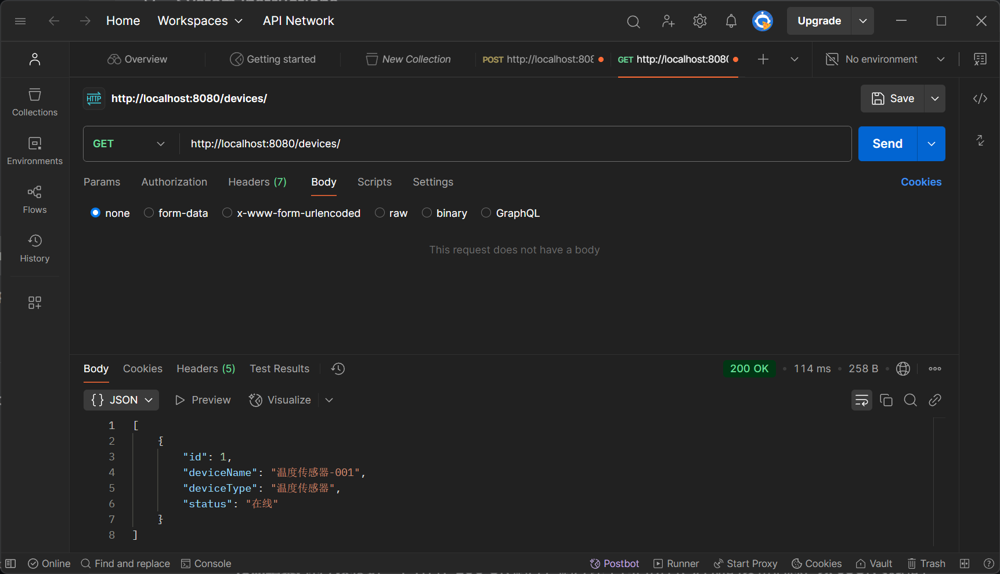 Home Workspaces API Network Upgrade
Overview Getting started New Collection POST http://localhost:808 GET http://localhost:8080 No environment
HTTP http://localhost:8080/devices/ Save
Collections
GET http://localhost:8080/devices/ Send
Environments
Params Authorization Headers (7) Body Scripts Settings Cookies
Flows
none form-data x-www-form-urlencoded raw binary GraphQL
History
This request does not have a body
Body Cookies Headers (5) Test Results 200 OK • 114 ms • 258 B
{} JSON Preview Visualize
1 [
2 {
3 "id": 1,
4 "deviceName": "温度传感器-001",
5 "deviceType": "温度传感器",
6 "status": "在线"
7 }
8 ]
Online Find and replace Console Postbot Runner Start Proxy Cookies Vault Trash